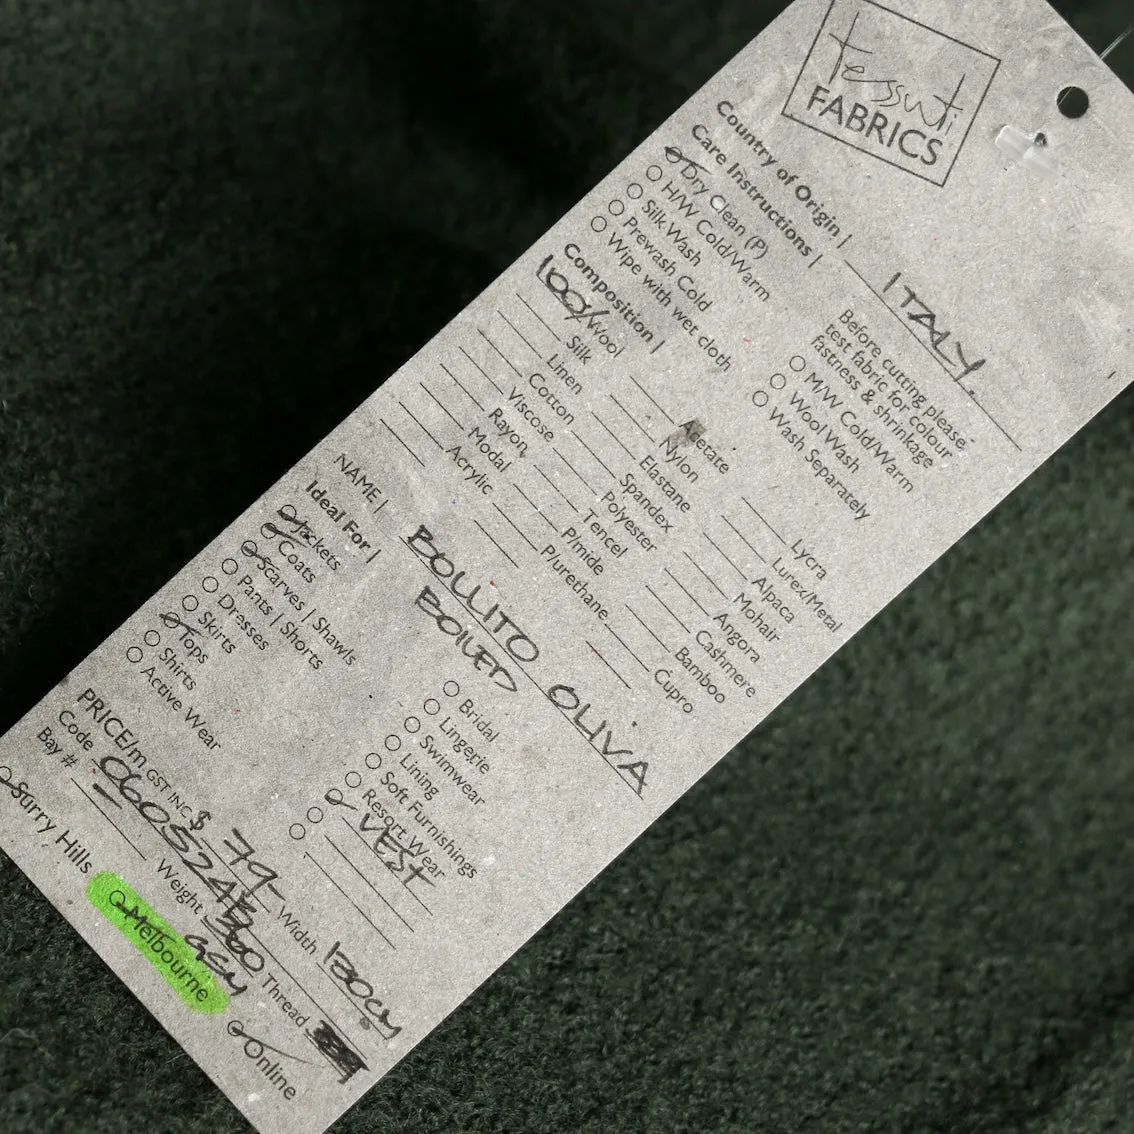 tessuti
FABRICS
Country of Origin | ITALY.
Care Instructions |
Dry Clean (P)
H/W Cold/Warm
Silk Wash
Prewash Cold
Wipe with wet cloth
Before cutting please
test fabric for colour
fastness & shrinkage
M/W Cold/Warm
Wool Wash
Wash Separately
Composition |
100% Wool
Silk
Linen
Cotton
Viscose
Rayon
Modal
Acrylic
Acetate
Nylon
Elastane
Spandex
Polyester
Tencel
P/mide
P/urethane
Lycra
Lurex/Metal
Alpaca
Mohair
Angora
Cashmere
Bamboo
Cupro
NAME | BOLLITO OLIVA
BOILED
Ideal For |
Jackets
Coats
Scarves | Shawls
Pants | Shorts
Dresses
Skirts
Tops
Shirts
Active Wear
Bridal
Lingerie
Swimwear
Lining
Soft Furnishings
Resort Wear
VEST
PRICE/m GST INC. $ 79- Width 130CM
Code
Weight
GSM
Thread
Bay #
Surry Hills
Melbourne
Online